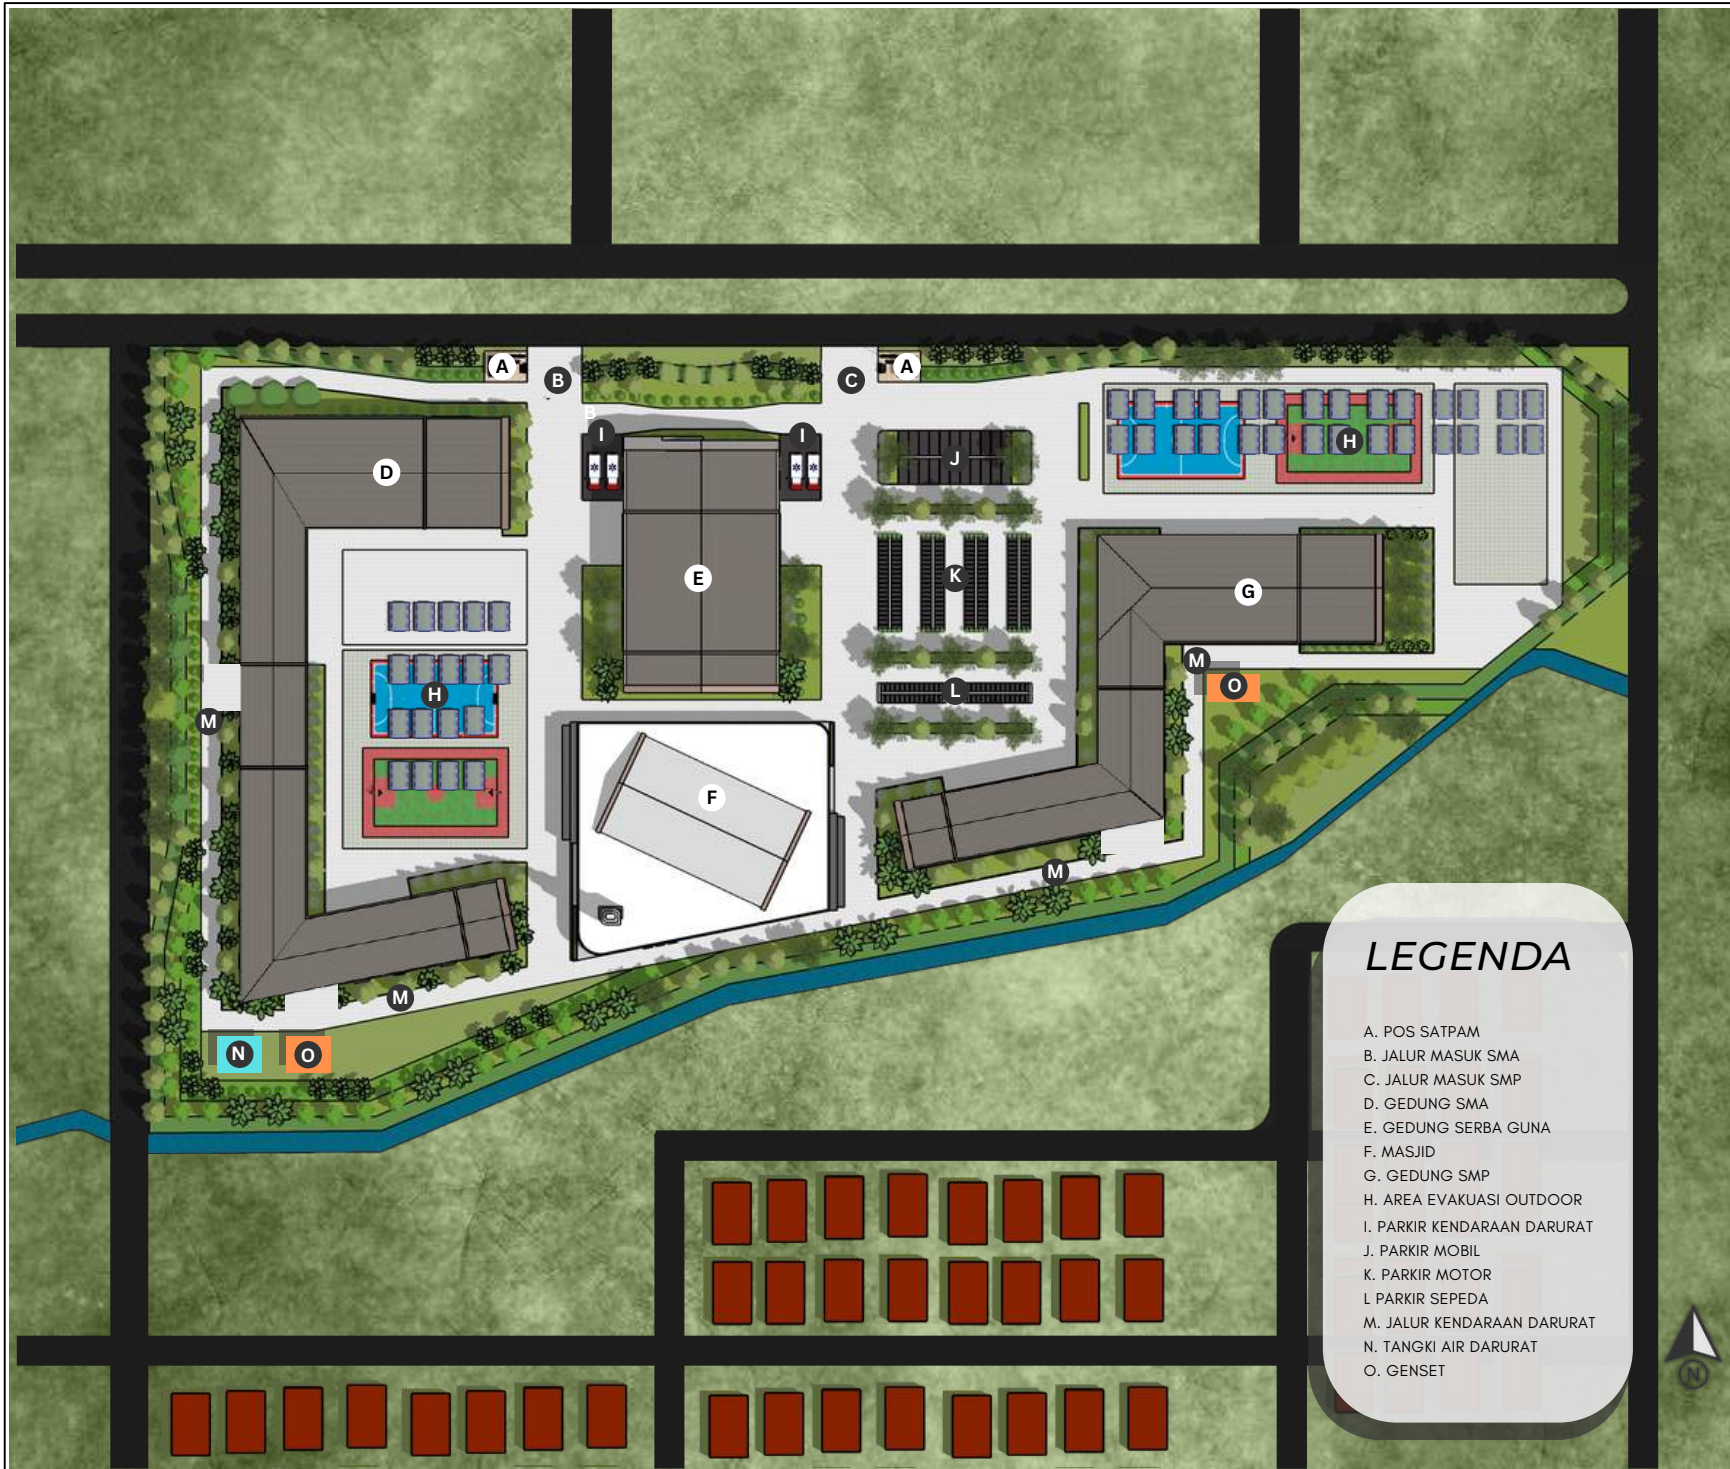 A
A
B
C
B
I
I
H
D
J
E
K
G
M
O
H
L
M
F
M
M
N
O
LEGENDA
A. POS SATPAM
B. JALUR MASUK SMA
C. JALUR MASUK SMP
D. GEDUNG SMA
E. GEDUNG SERBA GUNA
F. MASJID
G. GEDUNG SMP
H. AREA EVAKUASI OUTDOOR
I. PARKIR KENDARAAN DARURAT
J. PARKIR MOBIL
K. PARKIR MOTOR
L PARKIR SEPEDA
M. JALUR KENDARAAN DARURAT
N. TANGKI AIR DARURAT
O. GENSET
N